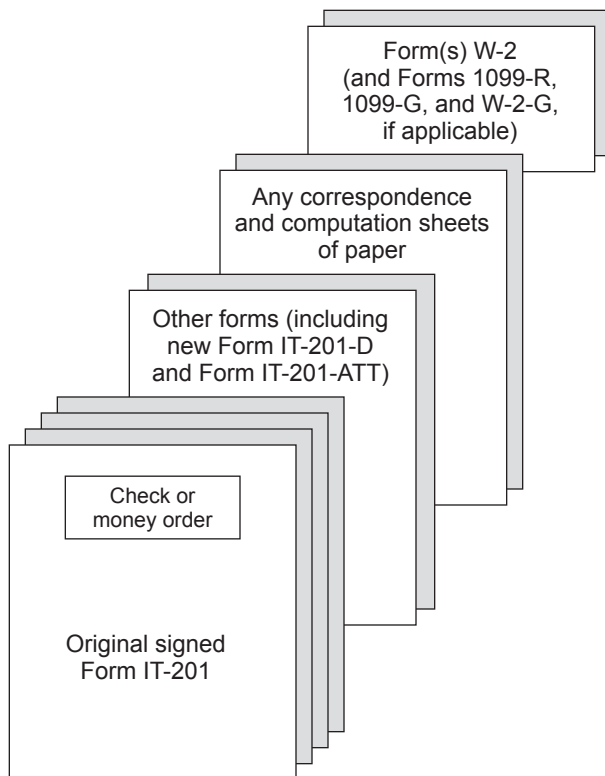 Form(s) W-2
(and Forms 1099-R,
1099-G, and W-2-G,
if applicable)
Any correspondence
and computation sheets
of paper
Other forms (including
new Form IT-201-D
and Form IT-201-ATT)
Check or
money order
Original signed
Form IT-201